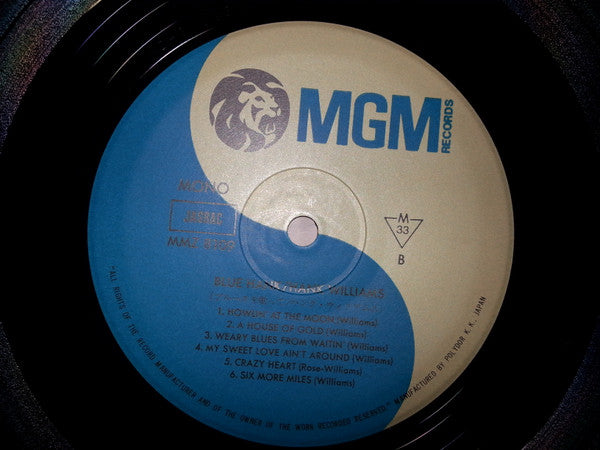 MGM
RECORDS
MONO
JASRAC
M
33
B
HANK WILLIAMS
1. HOWLIN' AT THE MOON (Williams)
2. A HOUSE OF GOLD (Williams)
3. WEARY BLUES FROM WAITIN' (Williams)
4. MY SWEET LOVE AIN'T AROUND (Williams)
5. CRAZY HEART (Rose-Williams)
6. SIX MORE MILES (Williams)
"ALL RIGHTS OF THE RECORD MANUFACTURER AND OF THE OWNER OF THE WORK RECORDED RESERVED." MANUFACTURED BY POLYDOR K. K., JAPAN